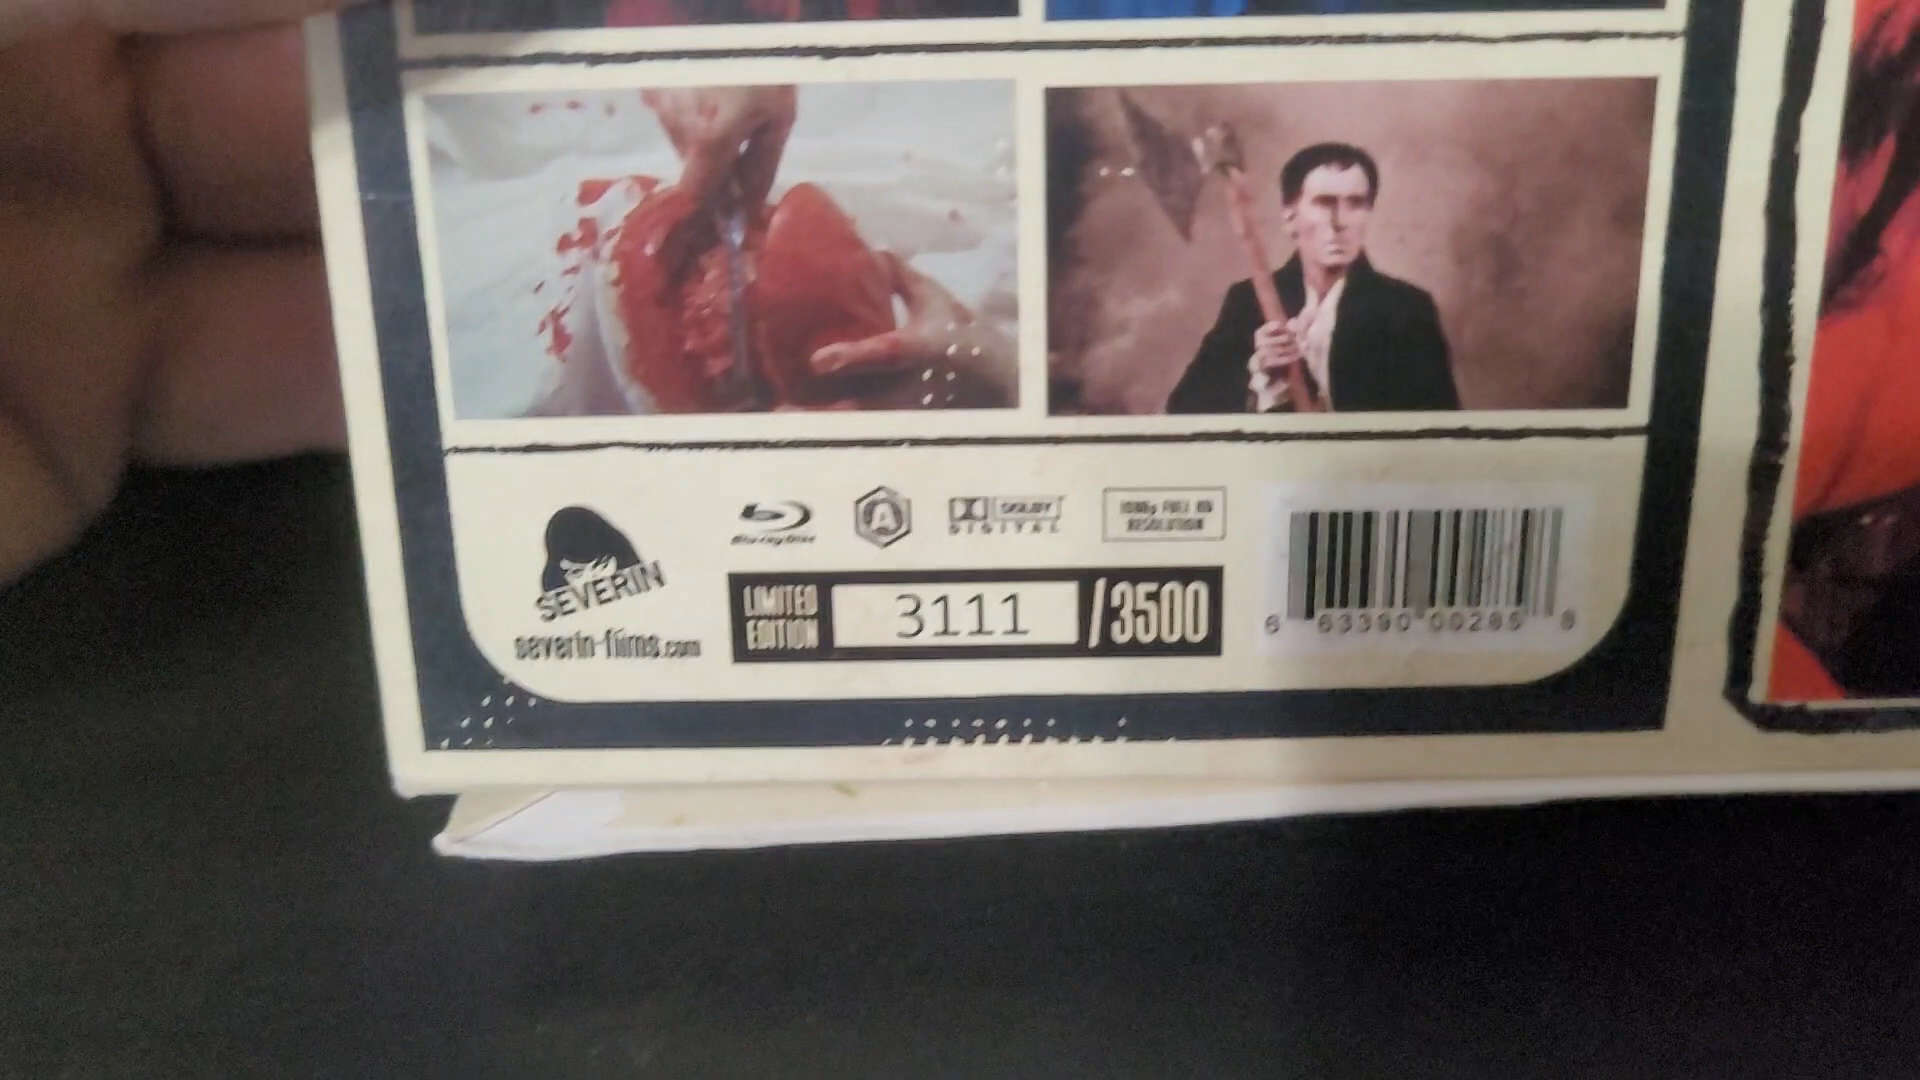 Blu-ray Disc
A
DOLBY
DIGITAL
1080p FULL HD
RESOLUTION
SEVERIN
severin-films.com
LIMITED
EDITION
3111 /3500
6 63390 00285 8